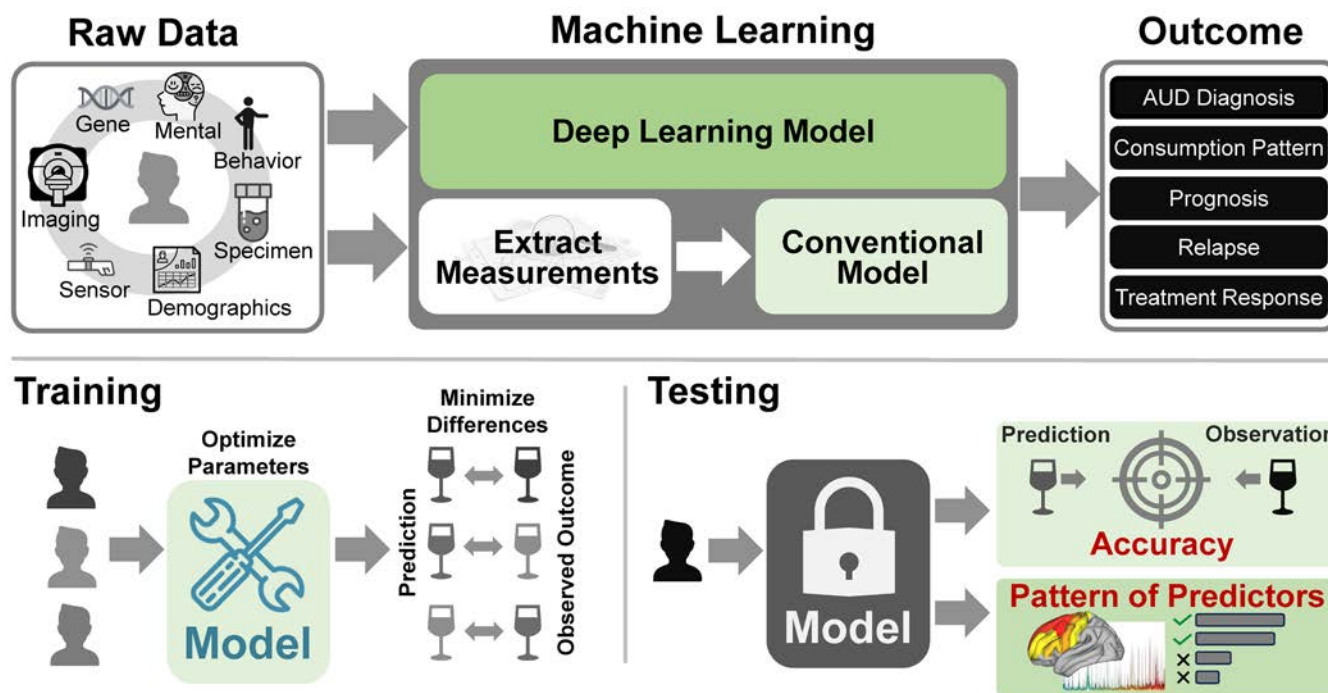 Raw Data
Machine Learning
Outcome
Gene
Mental
Behavior
Imaging
Specimen
Sensor
Demographics
Deep Learning Model
Extract
Measurements
Conventional
Model
AUD Diagnosis
Consumption Pattern
Prognosis
Relapse
Treatment Response
Training
Optimize
Parameters
Model
Minimize
Differences
Prediction
Observed Outcome
Testing
Model
Prediction
Observation
Accuracy
Pattern of Predictors